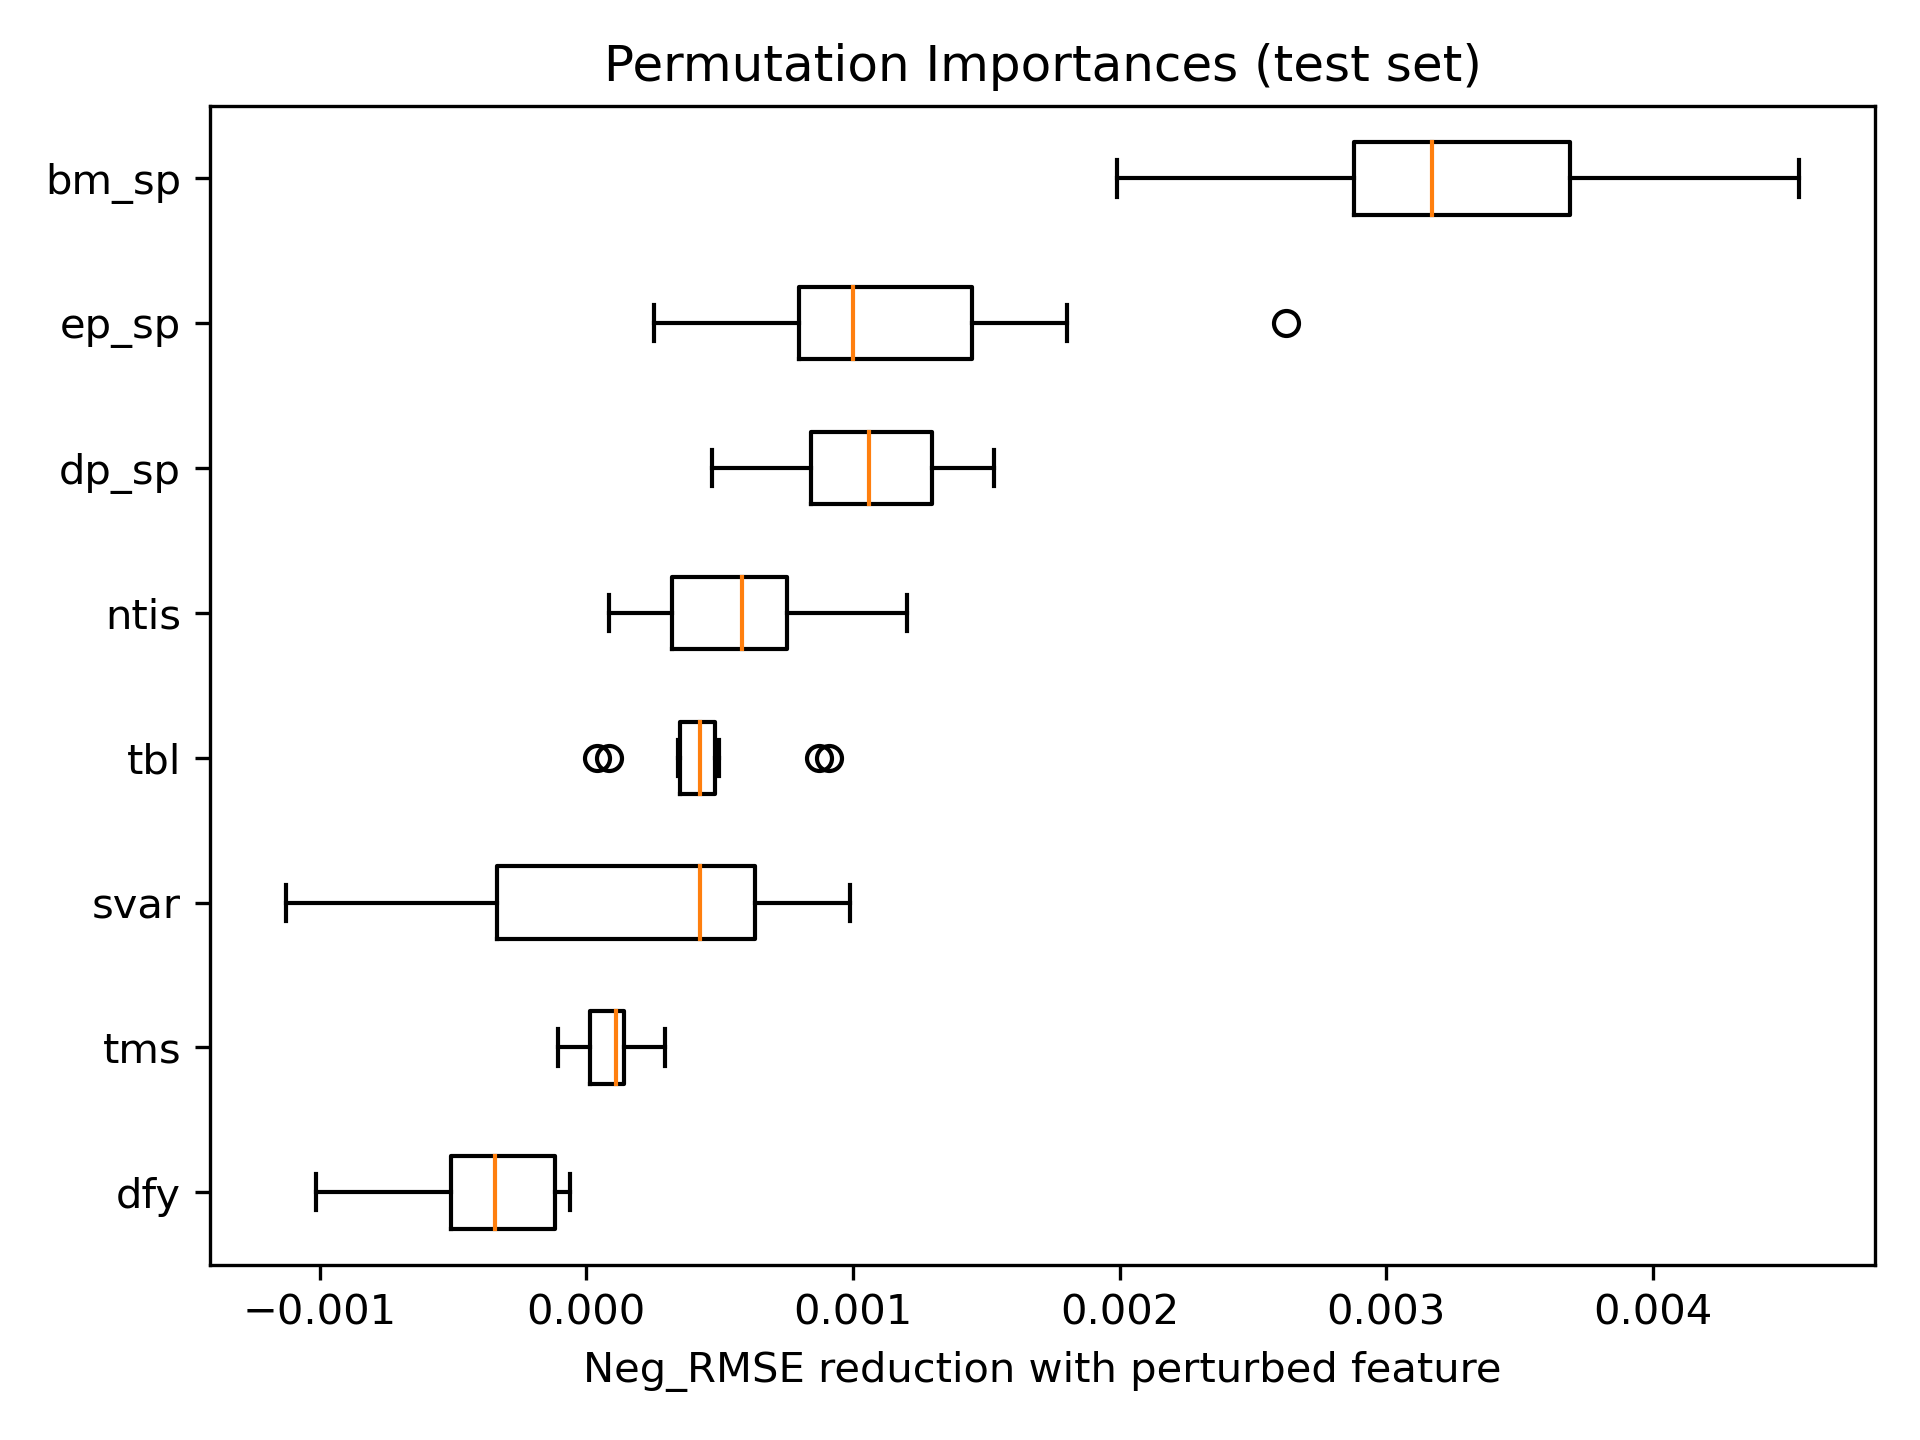 Permutation Importances (test set)
bm_sp
ep_sp
dp_sp
ntis
tbl
svar
tms
dfy
−0.001 0.000 0.001 0.002 0.003 0.004
Neg_RMSE reduction with perturbed feature